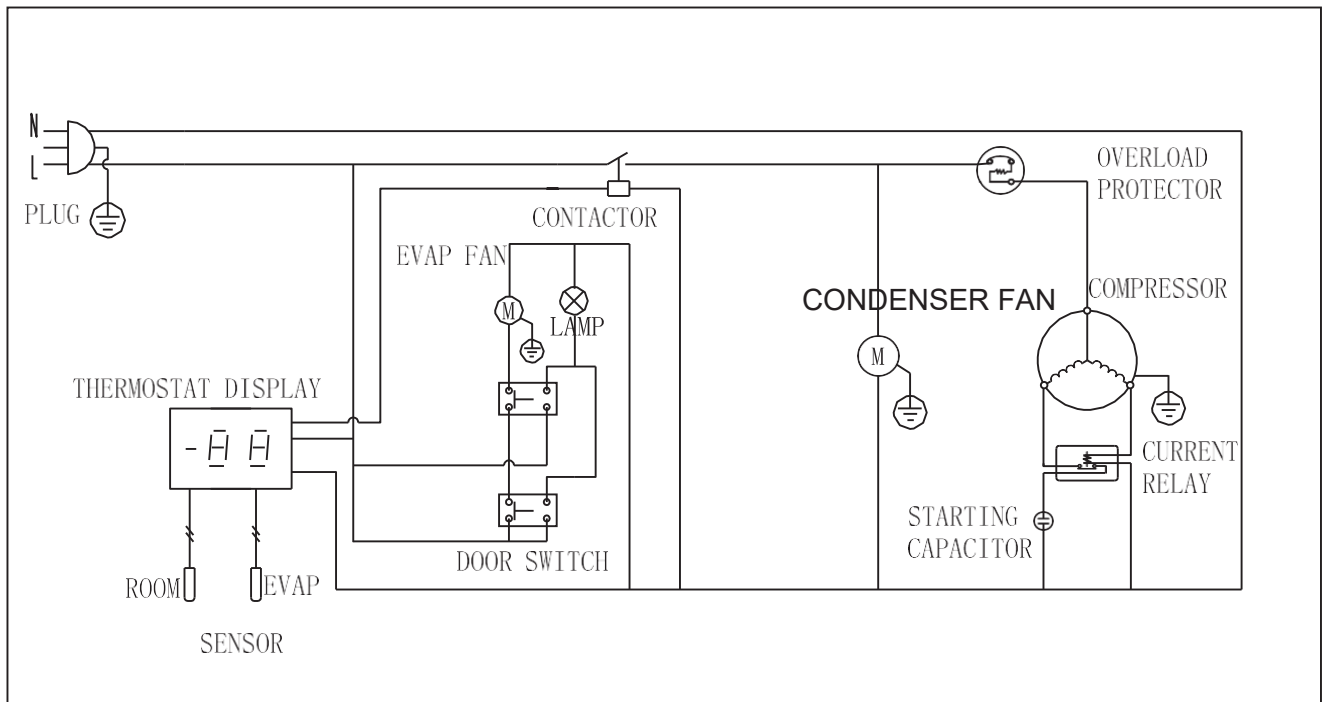 N
L
PLUG
OVERLOAD
PROTECTOR
CONTACTOR
EVAP FAN
M
LAMP
CONDENSER FAN
COMPRESSOR
M
THERMOSTAT DISPLAY
CURRENT
RELAY
STARTING
CAPACITOR
DOOR SWITCH
ROOM
EVAP
SENSOR